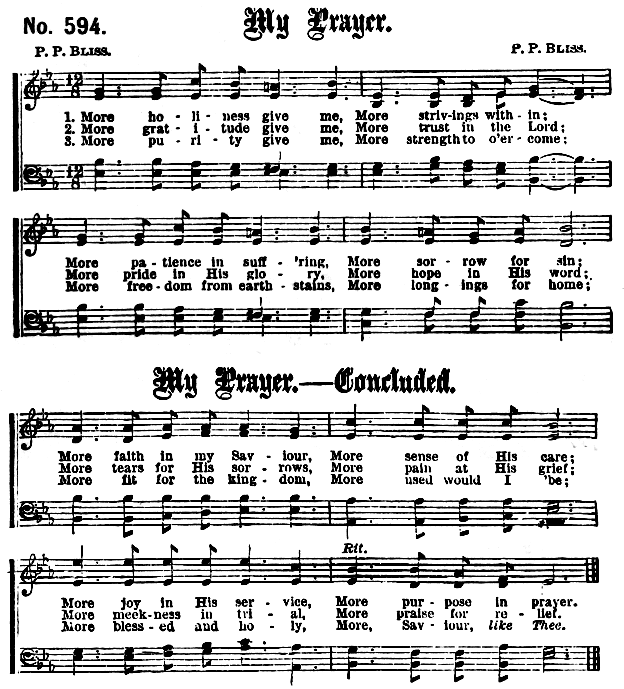 No. 594.
My Prayer.
P. P. BLISS.
P. P. BLISS.
1. More ho - li - ness give me, More striv-ings with-in;
2. More grat - i - tude give me, More trust in the Lord;
3. More pu - ri - ty give me, More strength to o'er-come;
More pa - tience in suff - 'ring, More sor - row for sin;
More pride in His glo - ry, More hope in His word;
More free-dom from earth-stains, More long - ings for home;
My Prayer.—Concluded.
More faith in my Sav - iour, More sense of His care;
More tears for His sor - rows, More pain at His grief;
More fit for the king - dom, More used would I 'be;
Rit.
More joy in His ser - vice, More pur - pose in prayer.
More meek-ness in tri - al, More praise for re - lief.
More bless - ed and ho - ly, More, Sav - iour, like Thee.